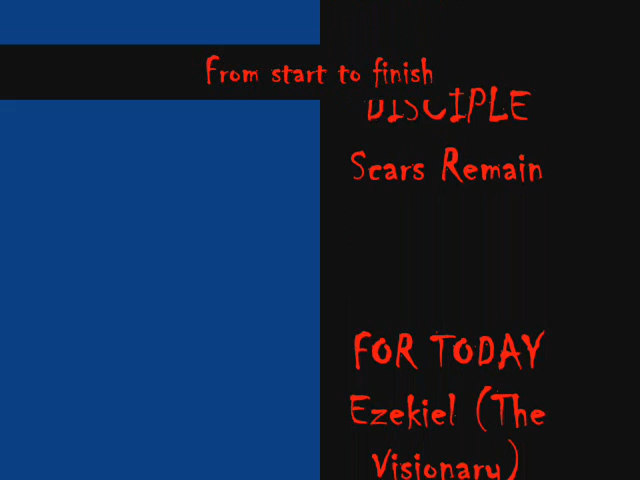 From start to finish
DISCIPLE
Scars Remain
FOR TODAY
Ezekiel (The
Visionary)